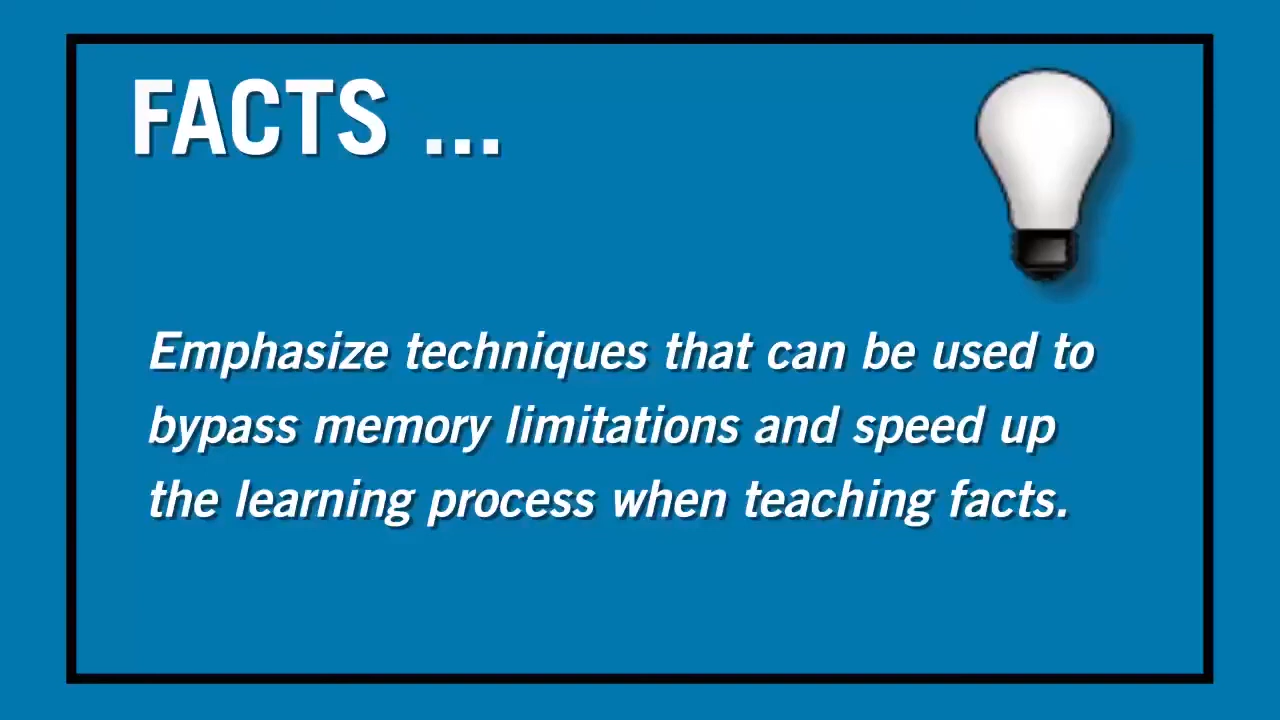 FACTS ...
Emphasize techniques that can be used to
bypass memory limitations and speed up
the learning process when teaching facts.